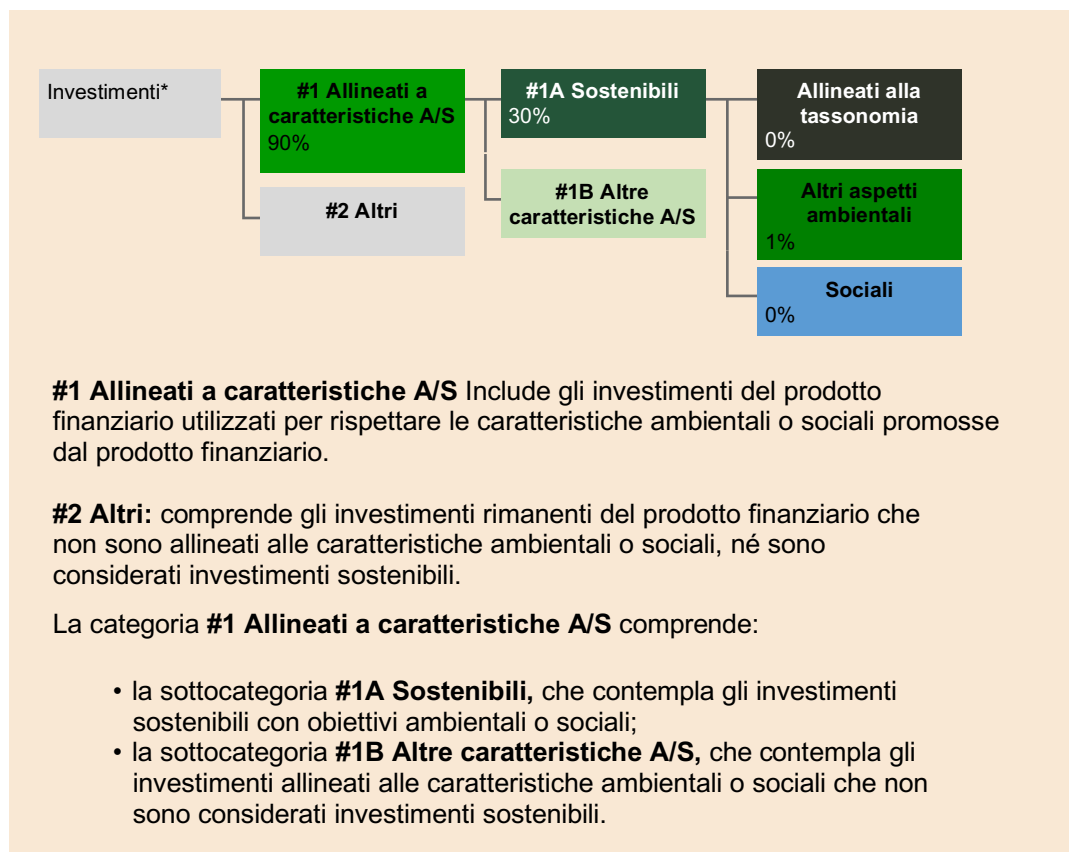 Investimenti*
#1 Allineati a
caratteristiche A/S
90%
#2 Altri
#1A Sostenibili
30%
#1B Altre
caratteristiche A/S
Allineati alla
tassonomia
0%
Altri aspetti
ambientali
1%
Sociali
0%
#1 Allineati a caratteristiche A/S Include gli investimenti del prodotto
finanziario utilizzati per rispettare le caratteristiche ambientali o sociali promosse
dal prodotto finanziario.
#2 Altri: comprende gli investimenti rimanenti del prodotto finanziario che
non sono allineati alle caratteristiche ambientali o sociali, né sono
considerati investimenti sostenibili.
La categoria #1 Allineati a caratteristiche A/S comprende:
• la sottocategoria #1A Sostenibili, che contempla gli investimenti
sostenibili con obiettivi ambientali o sociali;
• la sottocategoria #1B Altre caratteristiche A/S, che contempla gli
investimenti allineati alle caratteristiche ambientali o sociali che non
sono considerati investimenti sostenibili.